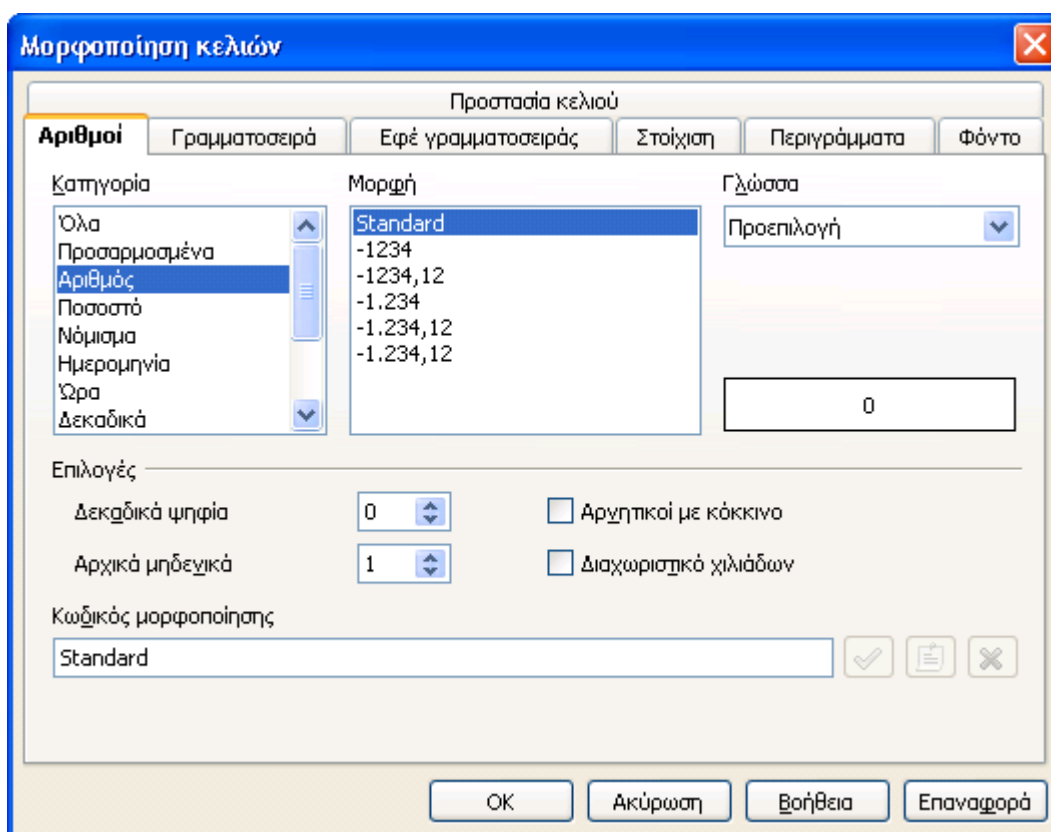 Μορφοποίηση κελιών
Προστασία κελιού
Αριθμοί Γραμματοσειρά Εφέ γραμματοσειράς Στοίχιση Περιγράμματα Φόντο
Κατηγορία Μορφή Γλώσσα
Όλα Standard Προεπιλογή
Προσαρμοσμένα -1234
Αριθμός -1234,12
Ποσοστό -1.234
Νόμισμα -1.234,12
Ημερομηνία -1.234,12
Ώρα
Δεκαδικά 0
Επιλογές
Δεκαδικά ψηφία 0 Αρνητικοί με κόκκινο
Αρχικά μηδενικά 1 Διαχωριστικό χιλιάδων
Κωδικός μορφοποίησης
Standard
OK Ακύρωση Βοήθεια Επαναφορά